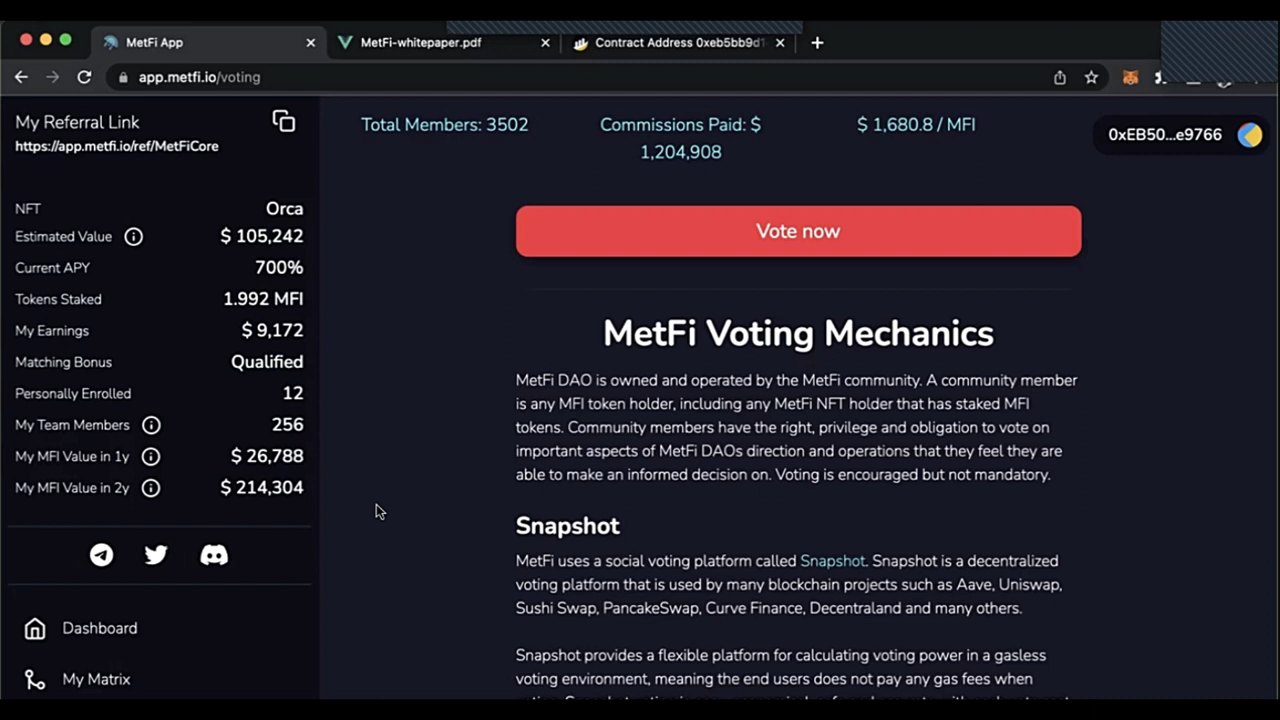 MetFi App
MetFi-whitepaper.pdf
Contract Address 0xeb5bb9d1
app.metfi.io/voting
My Referral Link
https://app.metfi.io/ref/MetFiCore
NFT Orca
Estimated Value $ 105,242
Current APY 700%
Tokens Staked 1.992 MFI
My Earnings $ 9,172
Matching Bonus Qualified
Personally Enrolled 12
My Team Members 256
My MFI Value in 1y $ 26,788
My MFI Value in 2y $ 214,304
Dashboard
My Matrix
Total Members: 3502
Commissions Paid: $
1,204,908
$ 1,680.8 / MFI
0xEB50...e9766
Vote now
MetFi Voting Mechanics
MetFi DAO is owned and operated by the MetFi community. A community member
is any MFI token holder, including any MetFi NFT holder that has staked MFI
tokens. Community members have the right, privilege and obligation to vote on
important aspects of MetFi DAOs direction and operations that they feel they are
able to make an informed decision on. Voting is encouraged but not mandatory.
Snapshot
MetFi uses a social voting platform called Snapshot. Snapshot is a decentralized
voting platform that is used by many blockchain projects such as Aave, Uniswap,
Sushi Swap, PancakeSwap, Curve Finance, Decentraland and many others.
Snapshot provides a flexible platform for calculating voting power in a gasless
voting environment, meaning the end users does not pay any gas fees when